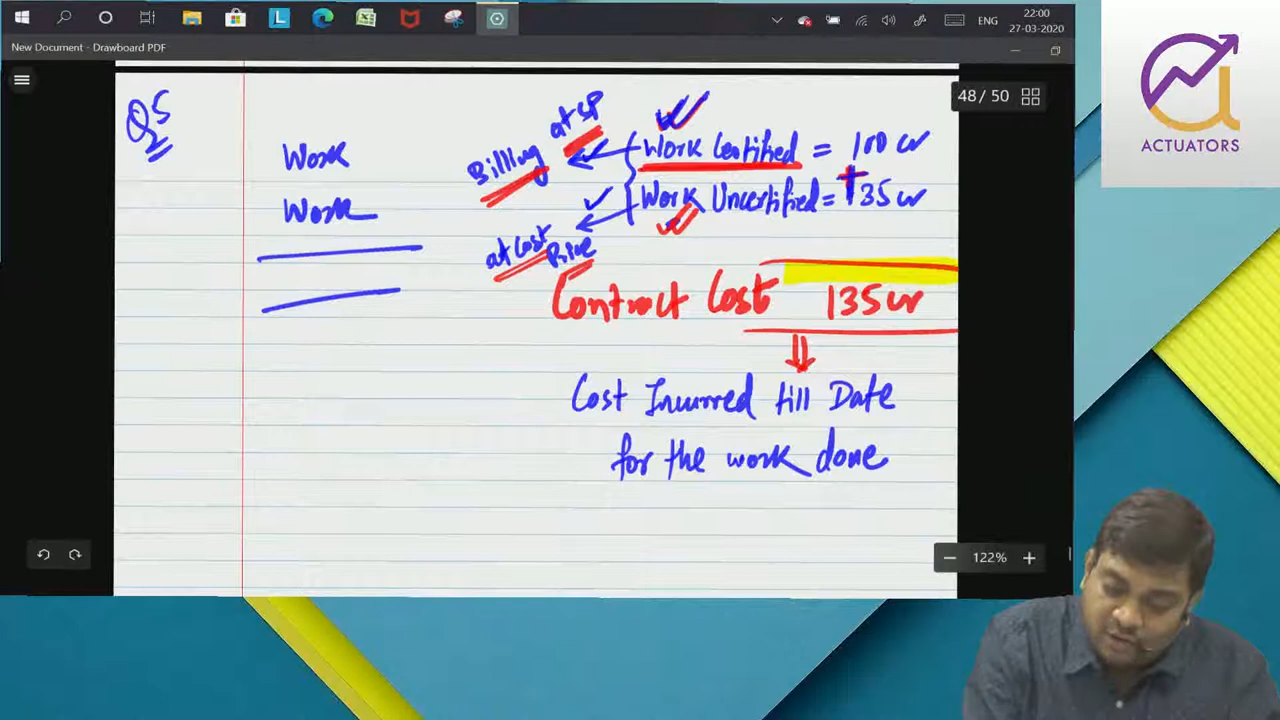 22:00
ENG
27-03-2020
New Document - Drawboard PDF
48 / 50
ACTUATORS
Q5
at SP
Work
Billing
Work Certified = 100 cr
Work
Work Uncertified = 35 cr
at Cost
Price
Contract Cost 135 cr
Cost Incurred till Date
for the work done
122%